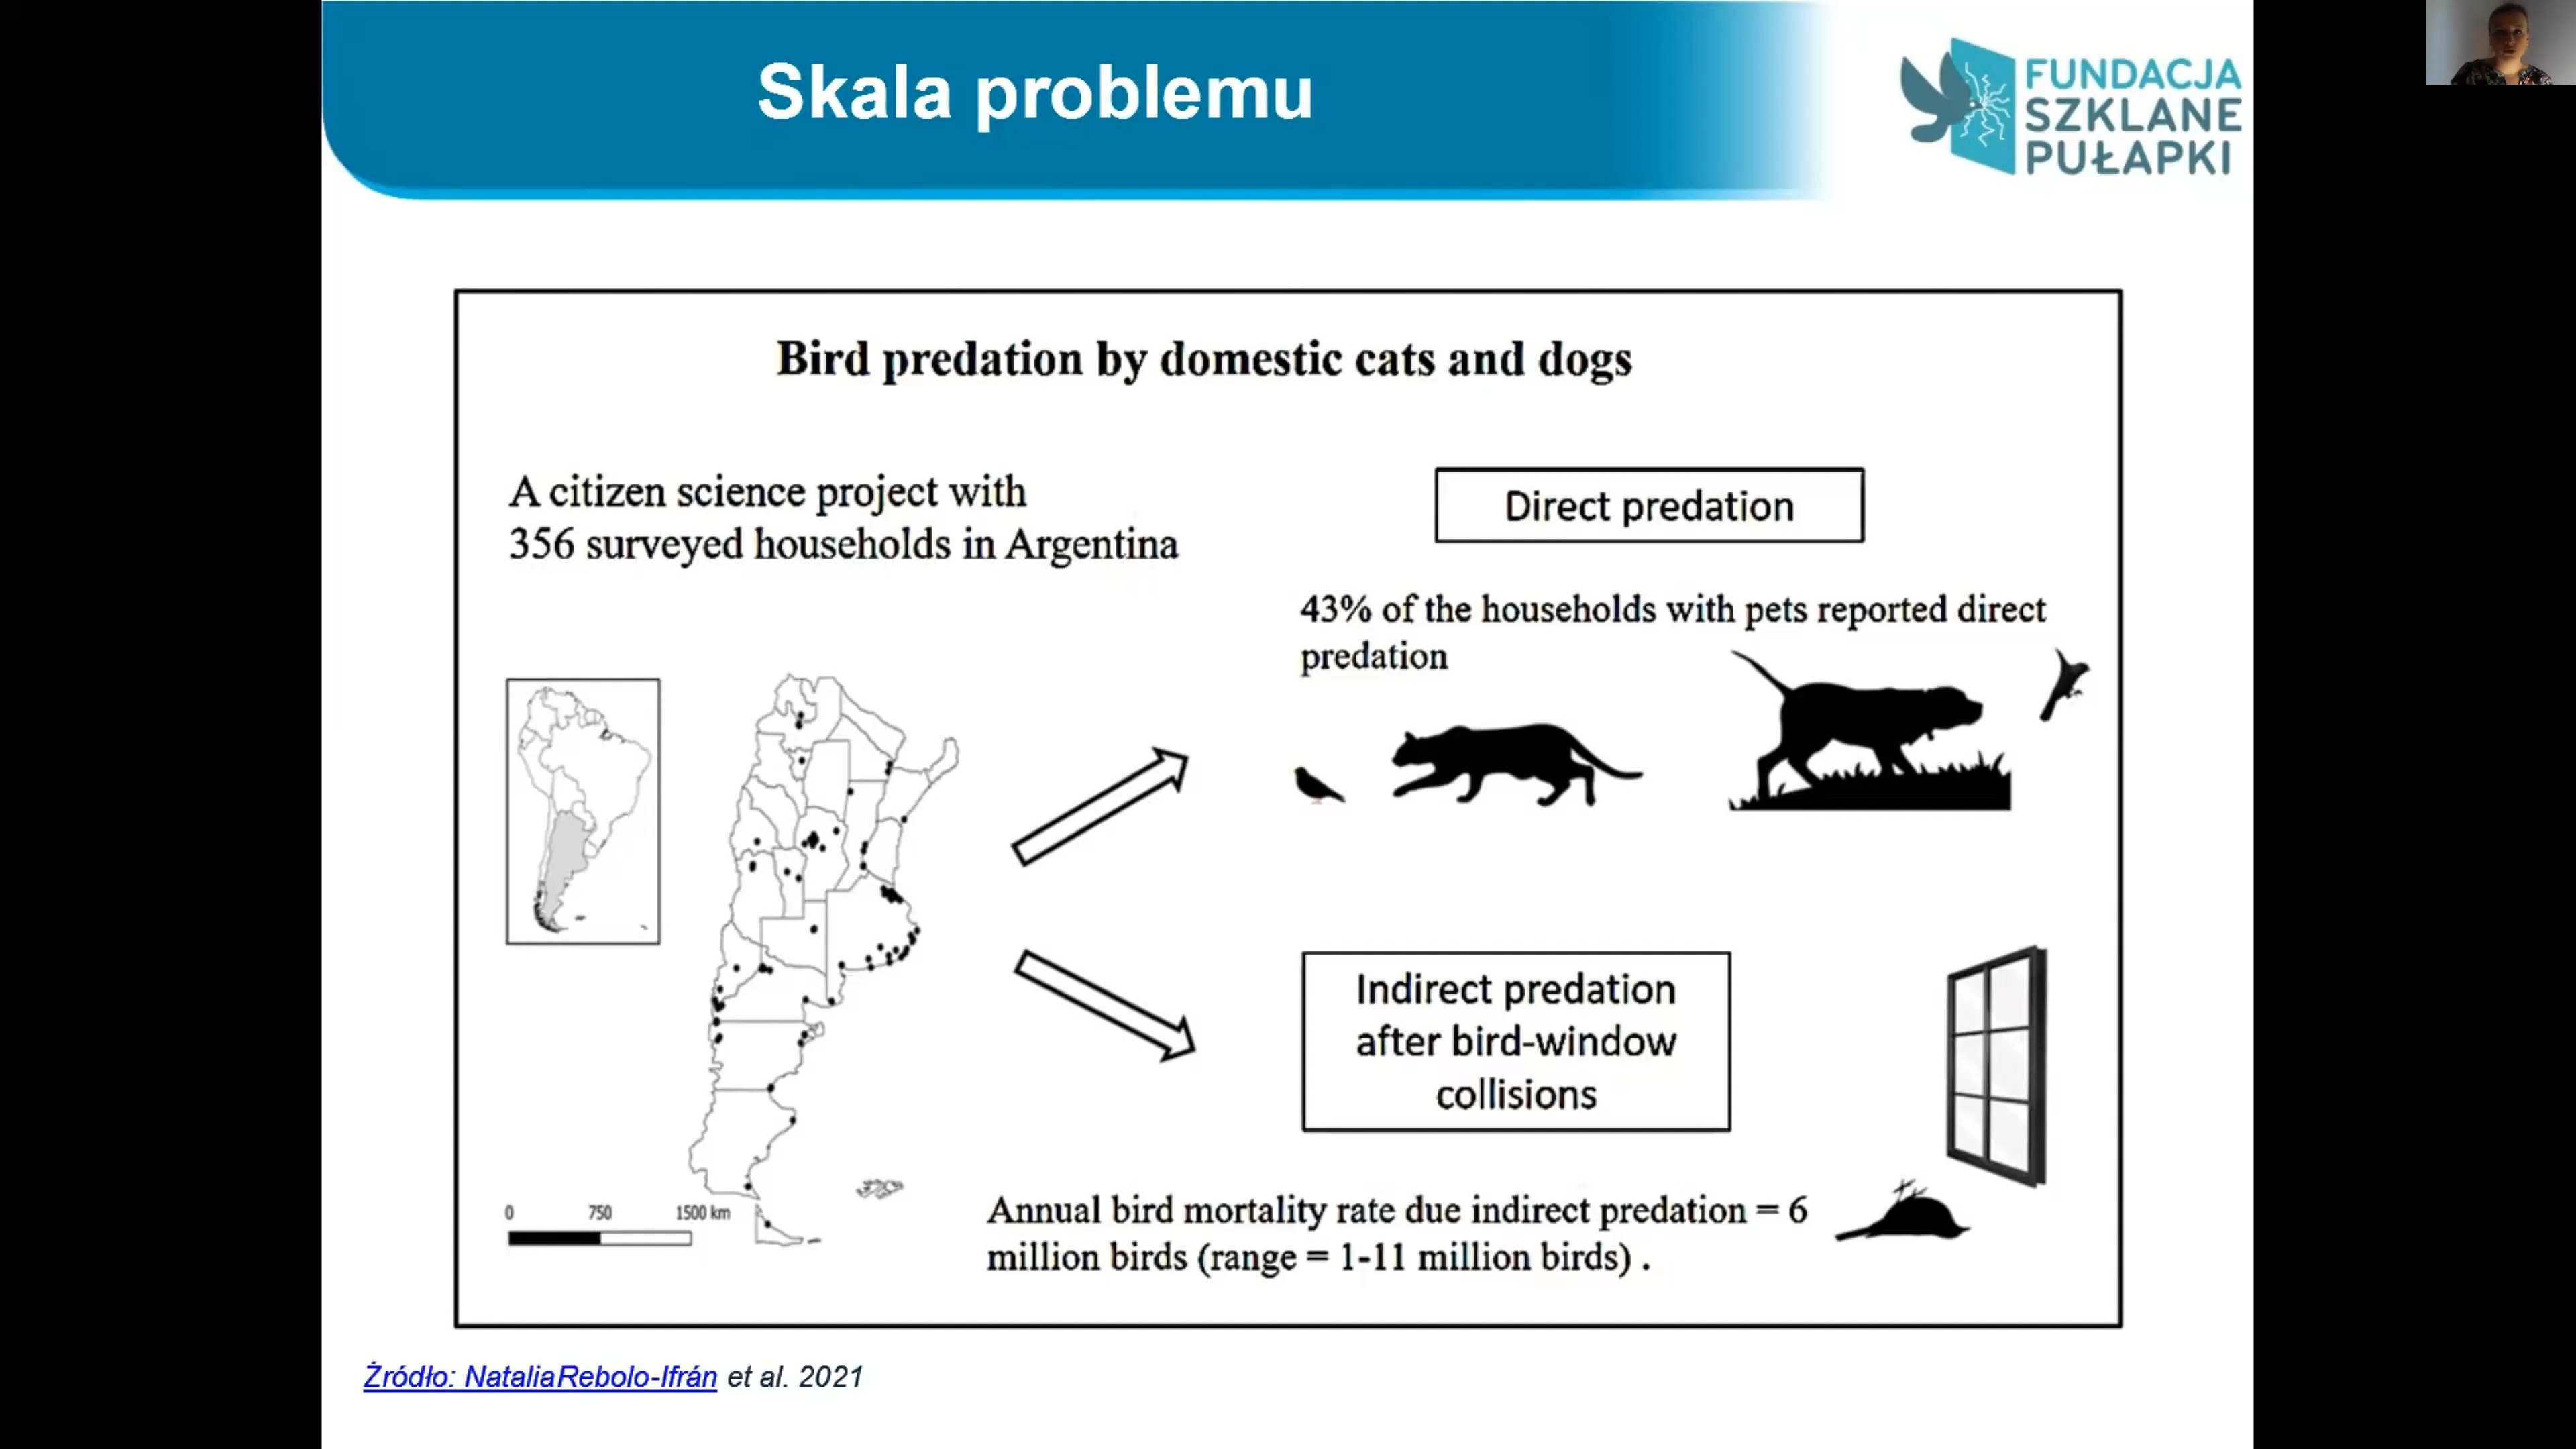 Skala problemu
FUNDACJA
SZKLANE
PUŁAPKI
Bird predation by domestic cats and dogs
A citizen science project with
356 surveyed households in Argentina
Direct predation
43% of the households with pets reported direct
predation
Indirect predation
after bird-window
collisions
0 750 1500 km
Annual bird mortality rate due indirect predation = 6
million birds (range = 1-11 million birds) .
Żródło: NataliaRebolo-Ifrán et al. 2021